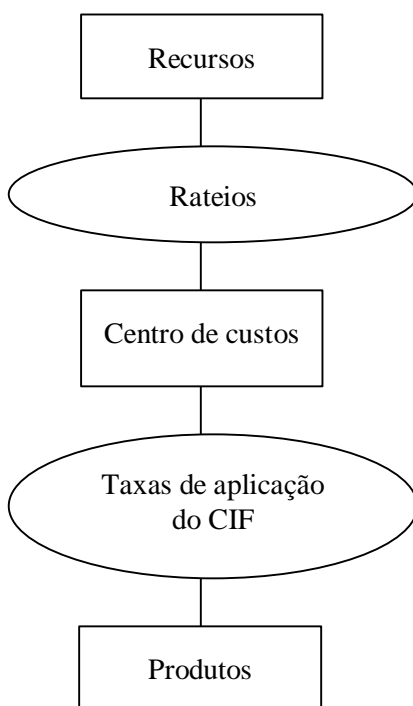 Recursos
Rateios
Centro de custos
Taxas de aplicação
do CIF
Produtos